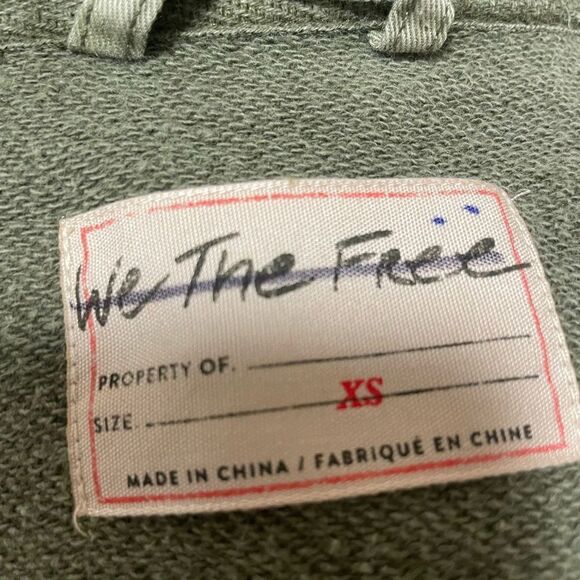 We The Free
PROPERTY OF.
SIZE. XS
MADE IN CHINA / FABRIQUÉ EN CHINE